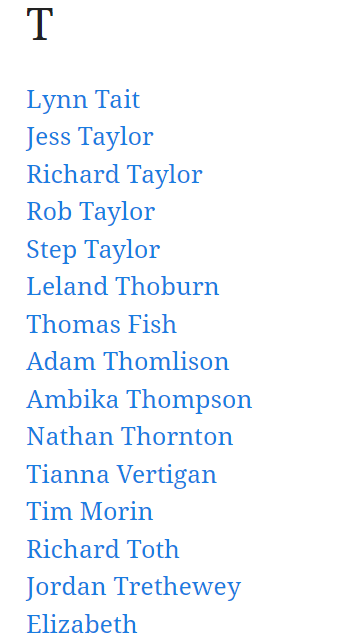 T
Lynn Tait
Jess Taylor
Richard Taylor
Rob Taylor
Step Taylor
Leland Thoburn
Thomas Fish
Adam Thomlison
Ambika Thompson
Nathan Thornton
Tianna Vertigan
Tim Morin
Richard Toth
Jordan Trethewey
Elizabeth